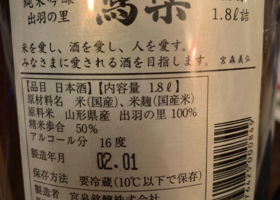 純米吟醸
出羽の里
写楽
1.8ℓ詰
米を愛し、酒を愛し、人を愛す。
みなさまに愛される酒を目指します。 宮森義弘
【品目 日本酒】【内容量 1.8ℓ】
原材料名 米(国産)、米麹(国産米)
原料米 山形県産 出羽の里 100%
精米歩合 50%
アルコール分 16度
製造年月 02.01
保存方法 要冷蔵(10℃以下で保存)
宮泉銘醸株式会社